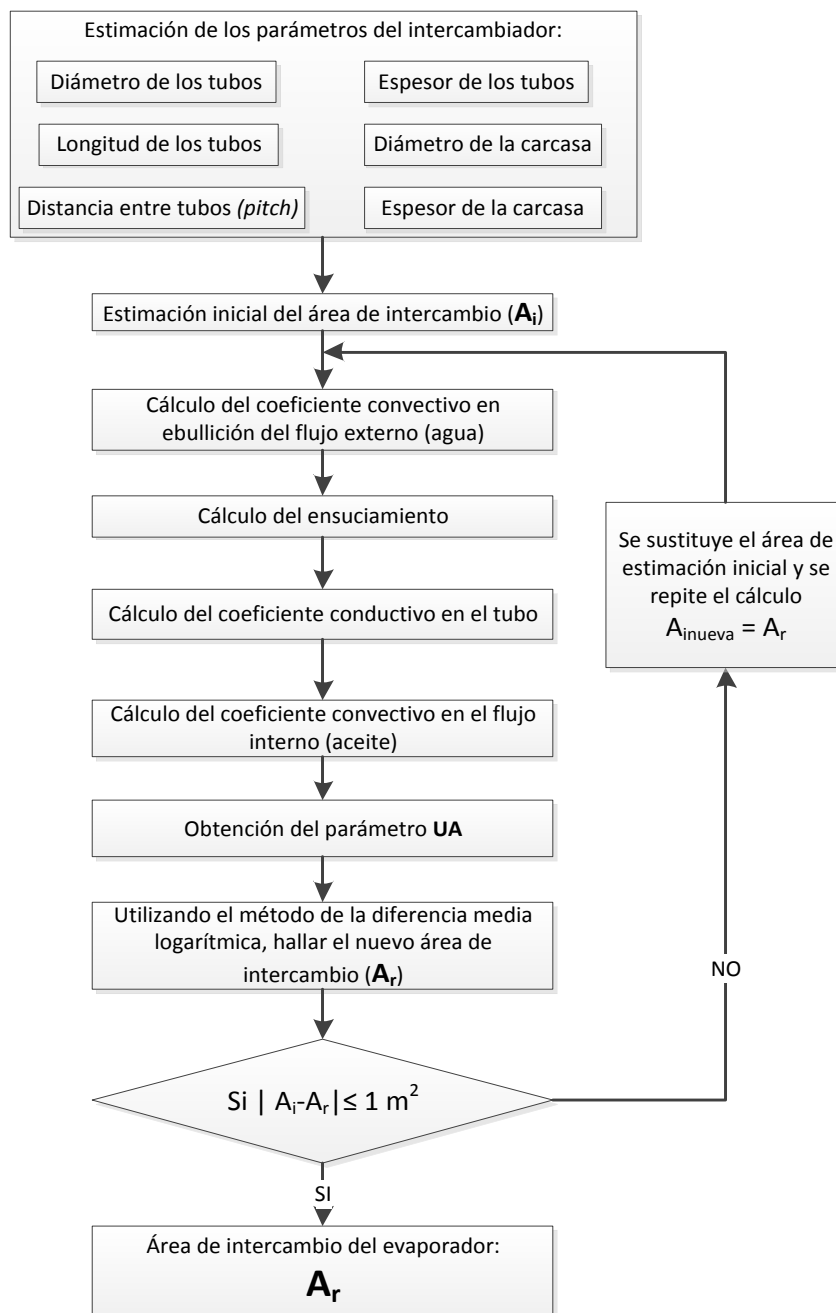 Estimación de los parámetros del intercambiador:
Diámetro de los tubos
Espesor de los tubos
Longitud de los tubos
Diámetro de la carcasa
Distancia entre tubos (pitch)
Espesor de la carcasa
Estimación inicial del área de intercambio (Ai)
Cálculo del coeficiente convectivo en
ebullición del flujo externo (agua)
Cálculo del ensuciamiento
Cálculo del coeficiente conductivo en el tubo
Cálculo del coeficiente convectivo en el flujo
interno (aceite)
Obtención del parámetro UA
Utilizando el método de la diferencia media
logarítmica, hallar el nuevo área de
intercambio (Ar)
Si | Ai-Ar|≤ 1 m²
NO
Se sustituye el área de
estimación inicial y se
repite el cálculo
Ainueva = Ar
SI
Área de intercambio del evaporador:
Ar